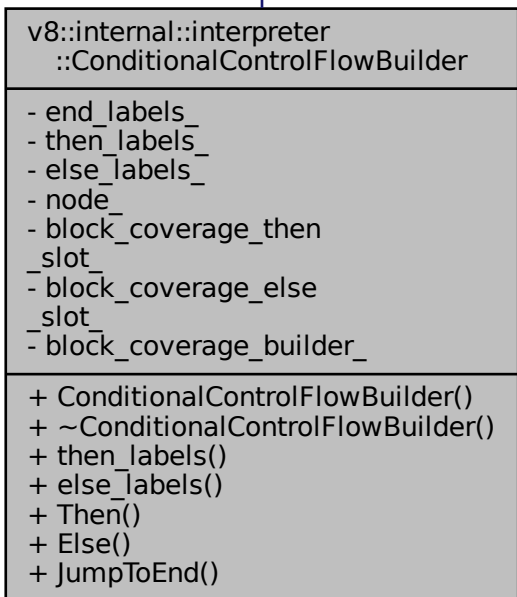 v8::internal::interpreter
::ConditionalControlFlowBuilder
- end_labels_
- then_labels_
- else_labels_
- node_
- block_coverage_then
_slot_
- block_coverage_else
_slot_
- block_coverage_builder_
+ ConditionalControlFlowBuilder()
+ ~ConditionalControlFlowBuilder()
+ then_labels()
+ else_labels()
+ Then()
+ Else()
+ JumpToEnd()